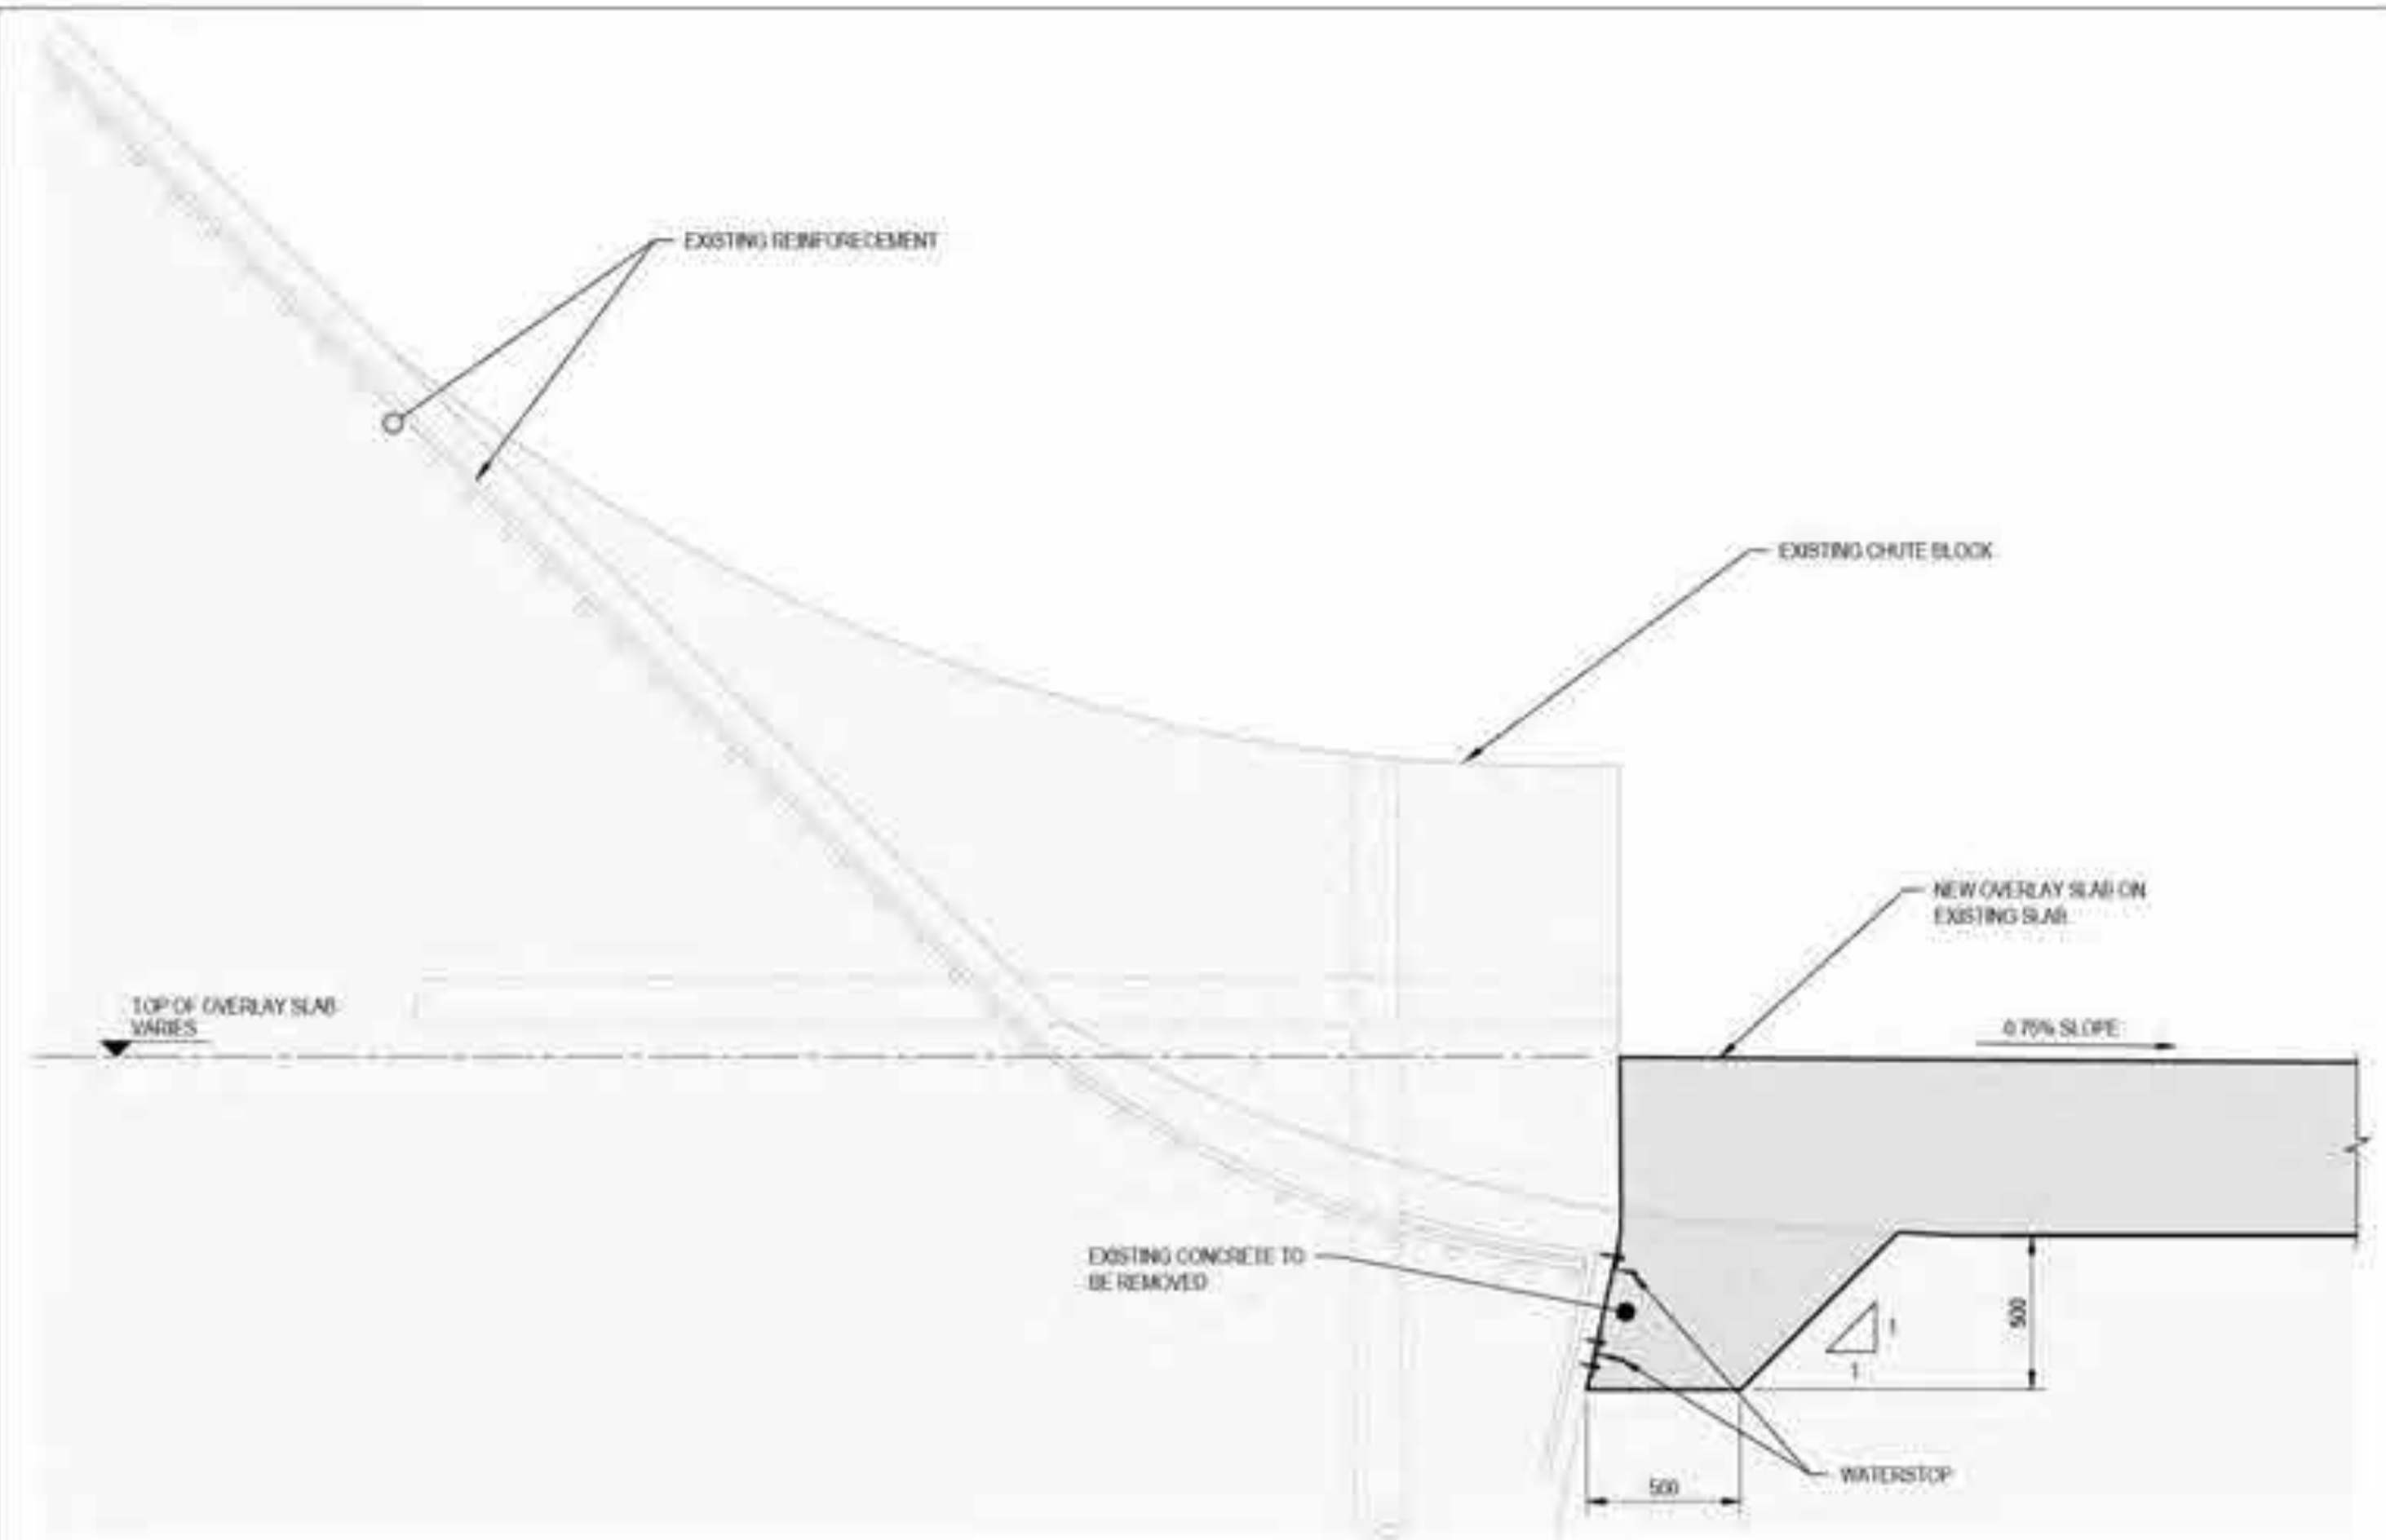 EXISTING REINFORECEMENT
EXISTING CHUTE BLOCK
NEW OVERLAY SLAB ON
EXISTING SLAB
TOP OF OVERLAY SLAB
VARIES
0.75% SLOPE
EXISTING CONCRETE TO
BE REMOVED
500
1
1
WATERSTOP
500